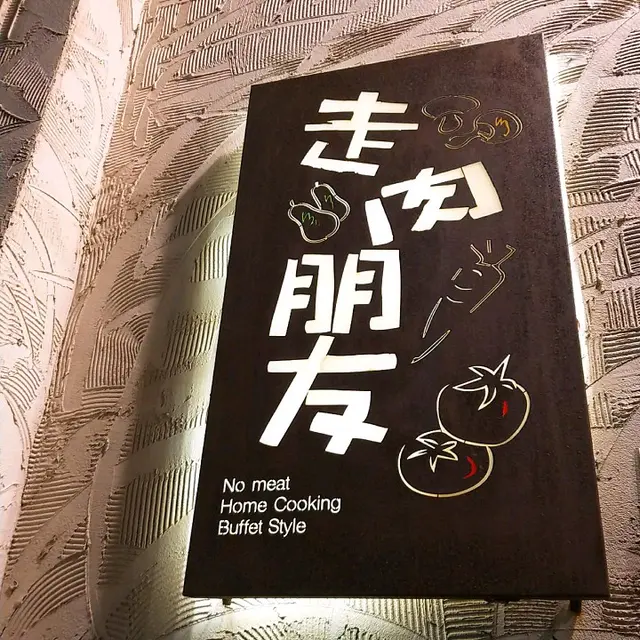 走肉朋友
No meat
Home Cooking
Buffet Style